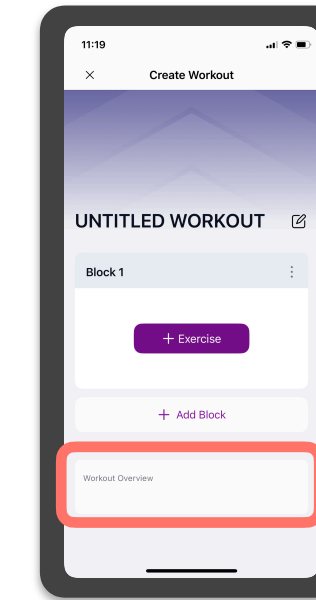 11:19
Create Workout
UNTITLED WORKOUT
Block 1
+ Exercise
+ Add Block
Workout Overview